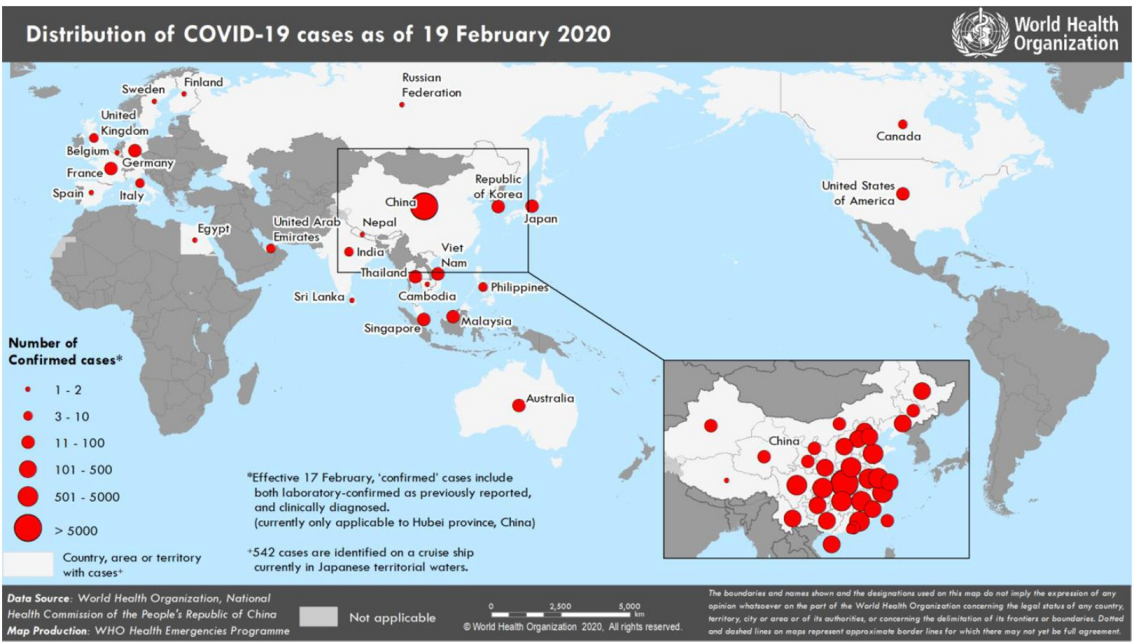 Distribution of COVID-19 cases as of 19 February 2020
World Health
Organization
Sweden
Finland
Russian
Federation
United
Kingdom
Belgium
Germany
France
Spain
Italy
Canada
United States
of America
Republic
of Korea
China
Japan
Egypt
United Arab
Emirates
Nepal
India
Viet
Nam
Thailand
Cambodia
Philippines
Sri Lanka
Singapore
Malaysia
Australia
China
Number of
Confirmed cases*
1 - 2
3 - 10
11 - 100
101 - 500
501 - 5000
> 5000
Country, area or territory
with cases⁺
*Effective 17 February, 'confirmed' cases include
both laboratory-confirmed as previously reported,
and clinically diagnosed.
(currently only applicable to Hubei province, China)
⁺542 cases are identified on a cruise ship
currently in Japanese territorial waters.
Data Source: World Health Organization, National
Health Commission of the People's Republic of China
Map Production: WHO Health Emergencies Programme
Not applicable
0 2,500 5,000
km
© World Health Organization 2020, All rights reserved.
The boundaries and names shown and the designations used on this map do not imply the expression of any
opinion whatsoever on the part of the World Health Organization concerning the legal status of any country,
territory, city or area or of its authorities, or concerning the delimitation of its frontiers or boundaries. Dotted
and dashed lines on maps represent approximate border lines for which there may not yet be full agreement.